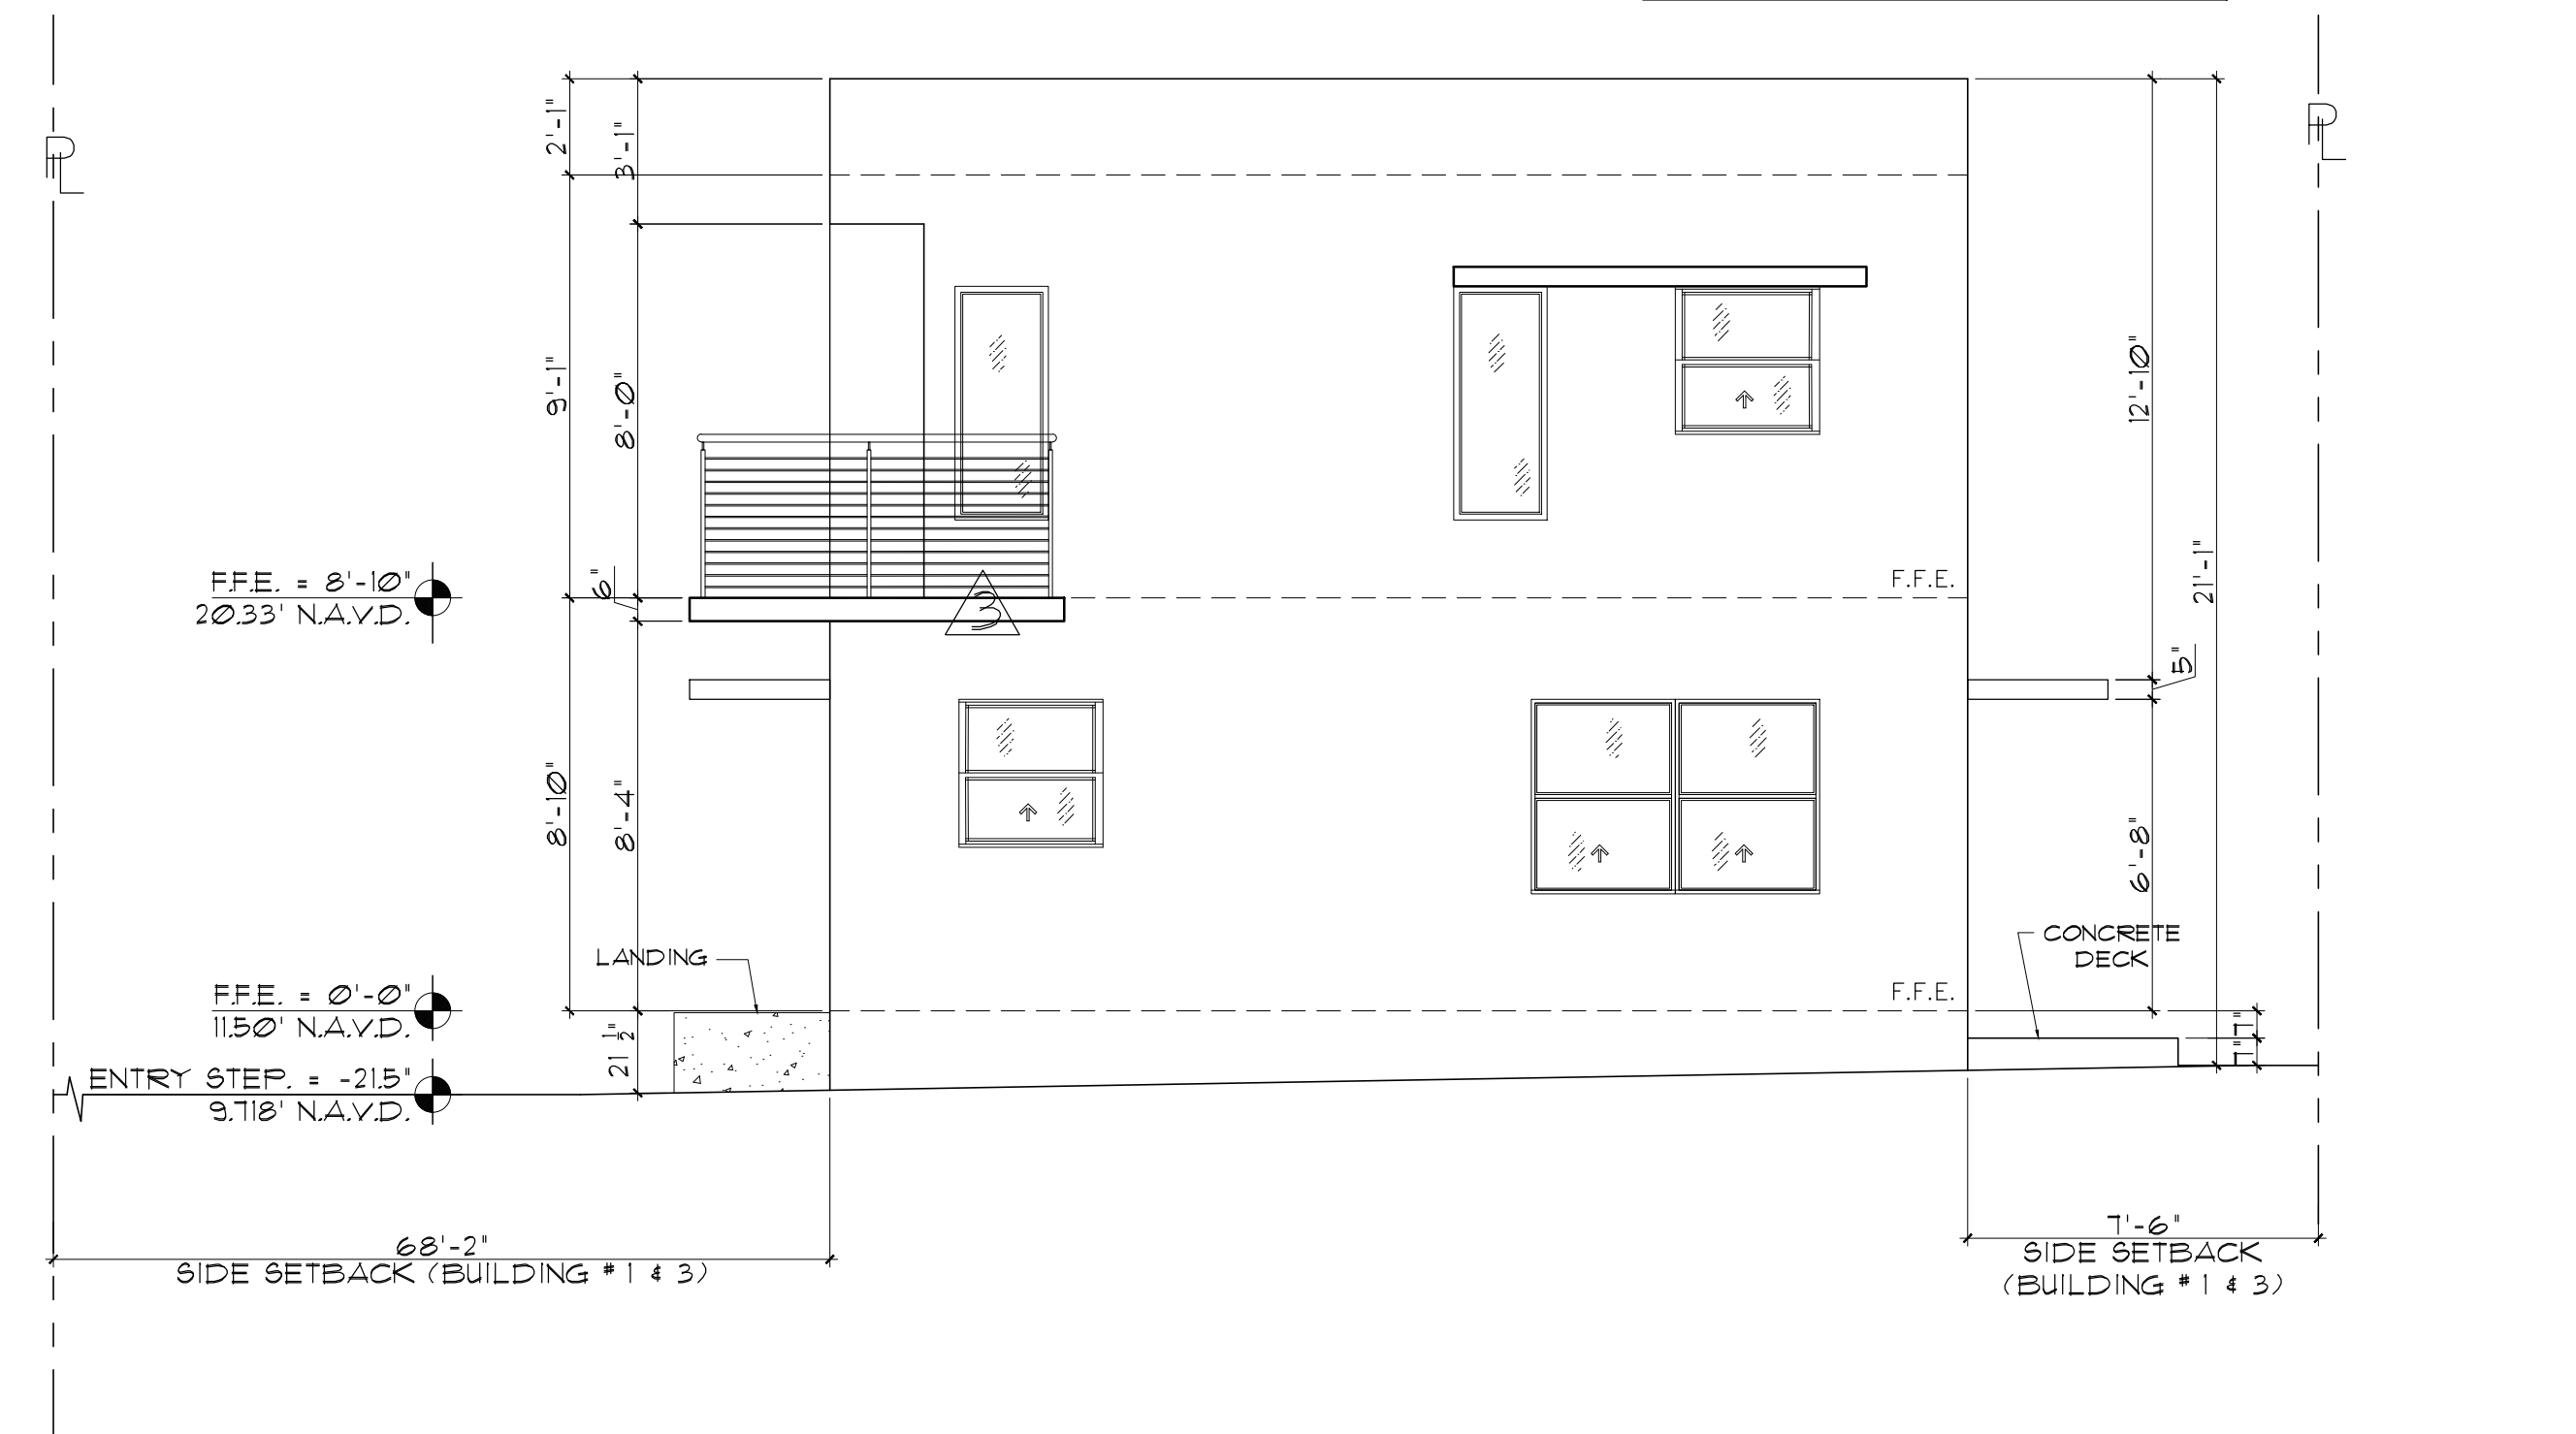 PL
PL
2'-1"
3'-1"
9'-1"
8'-0"
12'-10"
21'-1"
F.F.E. = 8'-10"
20.33' N.A.V.D.
6"
3
F.F.E.
5"
8'-10"
8'-4"
6'-8"
LANDING
CONCRETE
DECK
F.F.E. = 0'-0"
11.50' N.A.V.D.
F.F.E.
21 1/2"
7"
7"
ENTRY STEP. = -21.5"
9.718' N.A.V.D.
68'-2"
SIDE SETBACK (BUILDING # 1 & 3)
7'-6"
SIDE SETBACK
(BUILDING # 1 & 3)